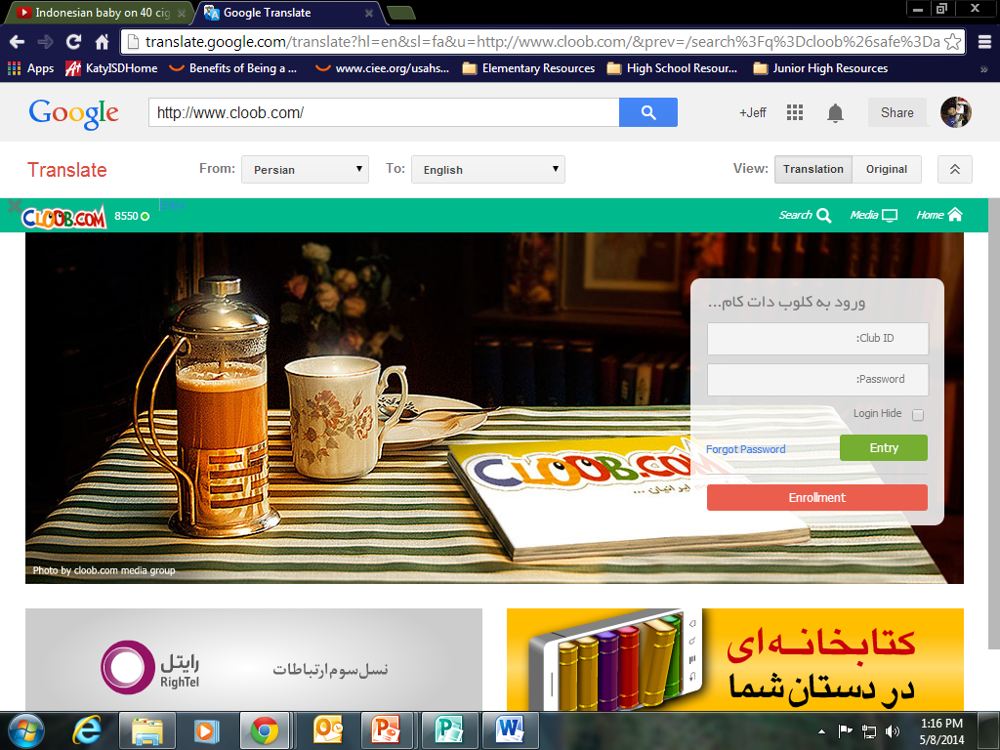 Indonesian baby on 40 cig
Google Translate
translate.google.com/translate?hl=en&sl=fa&u=http://www.cloob.com/&prev=/search%3Fq%3Dcloob%26safe%3Da
Apps
KatyISDHome
Benefits of Being a ...
www.ciee.org/usahs...
Elementary Resources
High School Resour...
Junior High Resources
»
Google
http://www.cloob.com/
+Jeff
Share
Translate
From: Persian
To: English
View: Translation Original
CLOOB.COM
8550
Search
Media
Home
ورود به کلوب دات کام...
:Club ID
:Password
Login Hide
Forgot Password
Entry
Enrollment
CLOOB.COM
Photo by cloob.com media group
رایتل
RighTel
نسل سوم ارتباطات
کتابخانه‌ای
در دستان شما
1:16 PM
5/8/2014